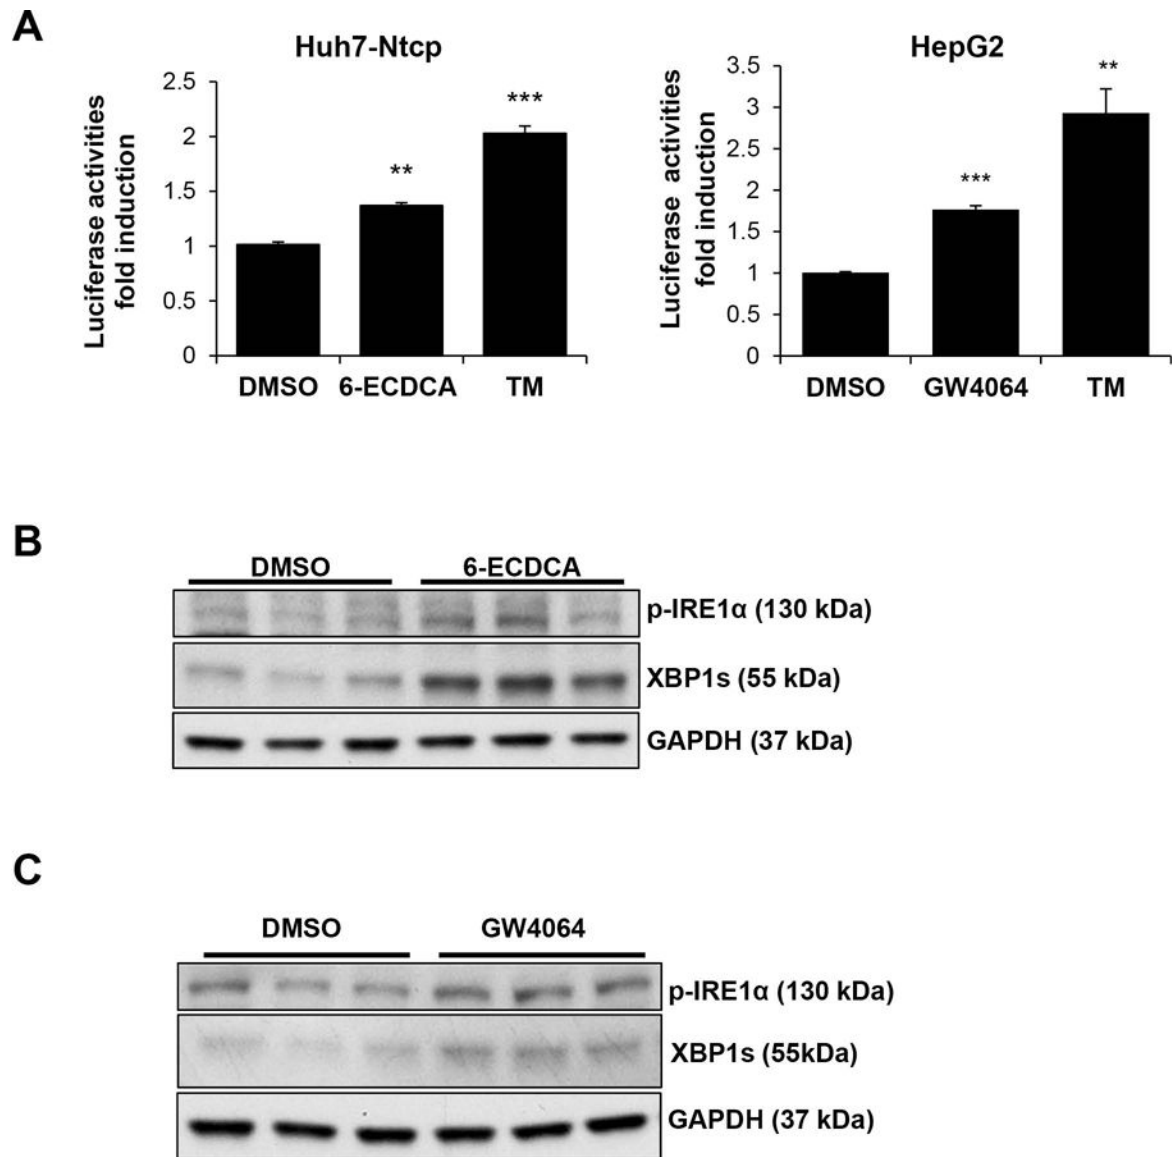 A
Huh7-Ntcp
Luciferase activities
fold induction
2.5
2
1.5
1
0.5
0
**
***
DMSO 6-ECDCA TM
HepG2
Luciferase activities
fold induction
3.5
3
2.5
2
1.5
1
0.5
0
***
**
DMSO GW4064 TM
B
DMSO 6-ECDCA
p-IRE1α (130 kDa)
XBP1s (55 kDa)
GAPDH (37 kDa)
C
DMSO GW4064
p-IRE1α (130 kDa)
XBP1s (55kDa)
GAPDH (37 kDa)